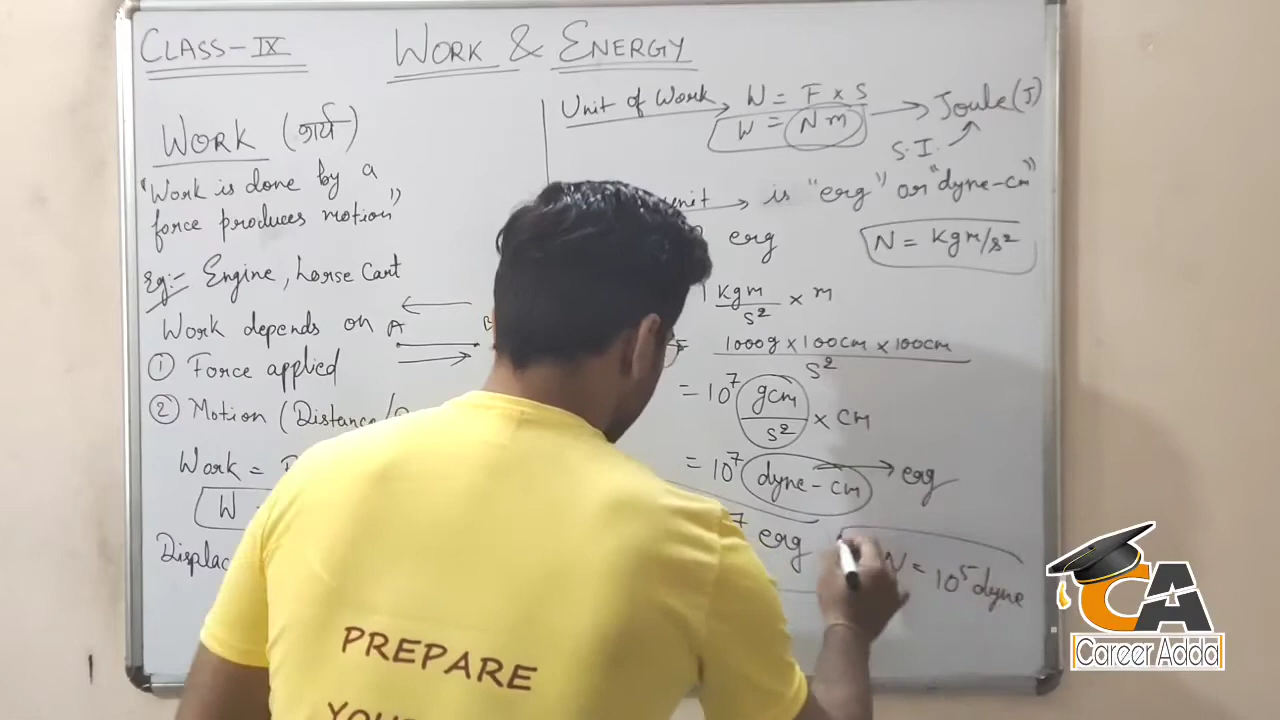 CLASS-IX
WORK & ENERGY
WORK (कार्य)
"Work is done by a
force produces motion"
Eg:- Engine, horse Cart
Work depends on A
① Force applied
② Motion (Distance/
Work =
W
Displac
Unit of Work → W = F × S
W = Nm → Joule (J)
S.I.
unit → is "erg" or "dyne-cm"
erg
N = Kgm/s²
Kgm/s² × m
= 1000g × 100cm × 100cm / s²
= 10⁷ gcm/s² × cm
= 10⁷ dyne-cm → erg
erg
N = 10⁵ dyne
PREPARE
CA
Career Adda